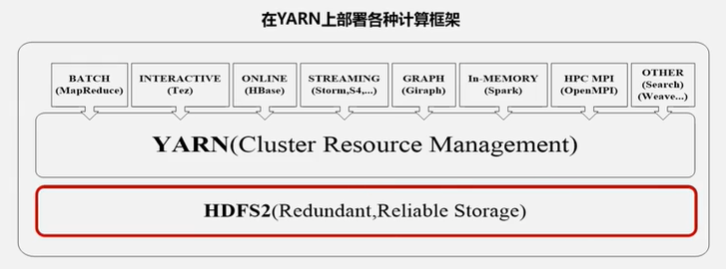 在YARN上部署各种计算框架
BATCH
(MapReduce)
INTERACTIVE
(Tez)
ONLINE
(HBase)
STREAMING
(Storm,S4,...)
GRAPH
(Giraph)
In-MEMORY
(Spark)
HPC MPI
(OpenMPI)
OTHER
(Search)
(Weave...)
YARN(Cluster Resource Management)
HDFS2(Redundant,Reliable Storage)